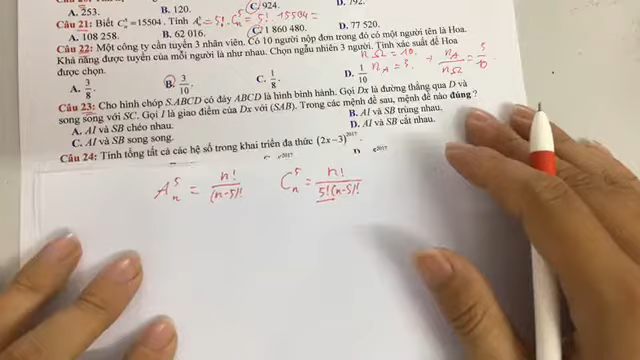 A. 253. B. 120. C. 924. D. 792.
Câu 21: Biết C_n^5 = 15504. Tính A_n^5 = 5!. C_n^5 = 5!. 15504 =
A. 108 258. B. 62 016. C. 1 860 480. D. 77 520.
Câu 22: Một công ty cần tuyển 3 nhân viên. Có 10 người nộp đơn trong đó có một người tên là Hoa.
Khả năng được tuyển của mỗi người là như nhau. Chọn ngẫu nhiên 3 người. Tính xác suất để Hoa
được chọn.
n_Ω = 10.
n_A = 3. → n_A/n_Ω = 3/10.
A. 3/8. B. 3/10. C. 1/8. D. 1/10
Câu 23: Cho hình chóp S.ABCD có đáy ABCD là hình bình hành. Gọi Dx là đường thẳng qua D và
song song với SC. Gọi I là giao điểm của Dx với (SAB). Trong các mệnh đề sau, mệnh đề nào đúng ?
A. AI và SB chéo nhau. B. AI và SB trùng nhau.
C. AI và SB song song. D. AI và SB cắt nhau.
Câu 24: Tính tổng tất cả các hệ số trong khai triển đa thức (2x−3)^2017.
A_n^5 = n!/(n-5)! C_n^5 = n!/5!(n-5)!